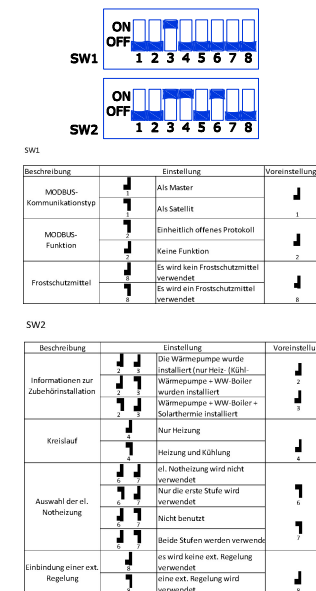 ON
OFF
SW1 1 2 3 4 5 6 7 8
ON
OFF
SW2 1 2 3 4 5 6 7 8
SW1
Beschreibung Einstellung Voreinstellung
MODBUS-
Kommunikationstyp
1 Als Master
1 Als Satellit
1
MODBUS-
Funktion
2 Einheitlich offenes Protokoll
2 Keine Funktion
2
Frostschutzmittel
8 Es wird kein Frostschutzmittel
verwendet
8 Es wird ein Frostschutzmittel
verwendet
8
SW2
Beschreibung Einstellung Voreinstellu
Informationen zur
Zubehörinstallation
2 3 Die Wärmepumpe wurde
installiert (nur Heiz- (Kühl-
2 3 Wärmepumpe + WW-Boiler
wurden installiert
2 3 Wärmepumpe + WW-Boiler +
Solarthermie installiert
2
3
Kreislauf
4 Nur Heizung
4 Heizung und Kühlung
4
Auswahl der el.
Notheizung
6 7 el. Notheizung wird nicht
verwendet
6 7 Nur die erste Stufe wird
verwendet
6 7 Nicht benutzt
6 7 Beide Stufen werden verwende
6
7
Einbindung einer ext.
Regelung
8 es wird keine ext. Regelung
verwendet
8 eine ext. Regelung wird
verwendet
8